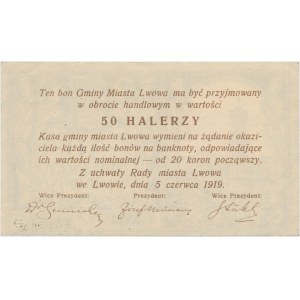 Ten bon Gminy Miasta Lwowa ma być przyjmowany
w obrocie handlowym w wartości
50 HALERZY
Kasa gminy miasta Lwowa wymieni na żądanie okazi-
ciela każdą ilość bonów na banknoty, odpowiadające
ich wartości nominalnej — od 20 koron począwszy.
Z uchwały Rady miasta Lwowa
we Lwowie, dnia 5 czerwca 1919.
Wice Prezydent: Prezydent: Wice Prezydent: